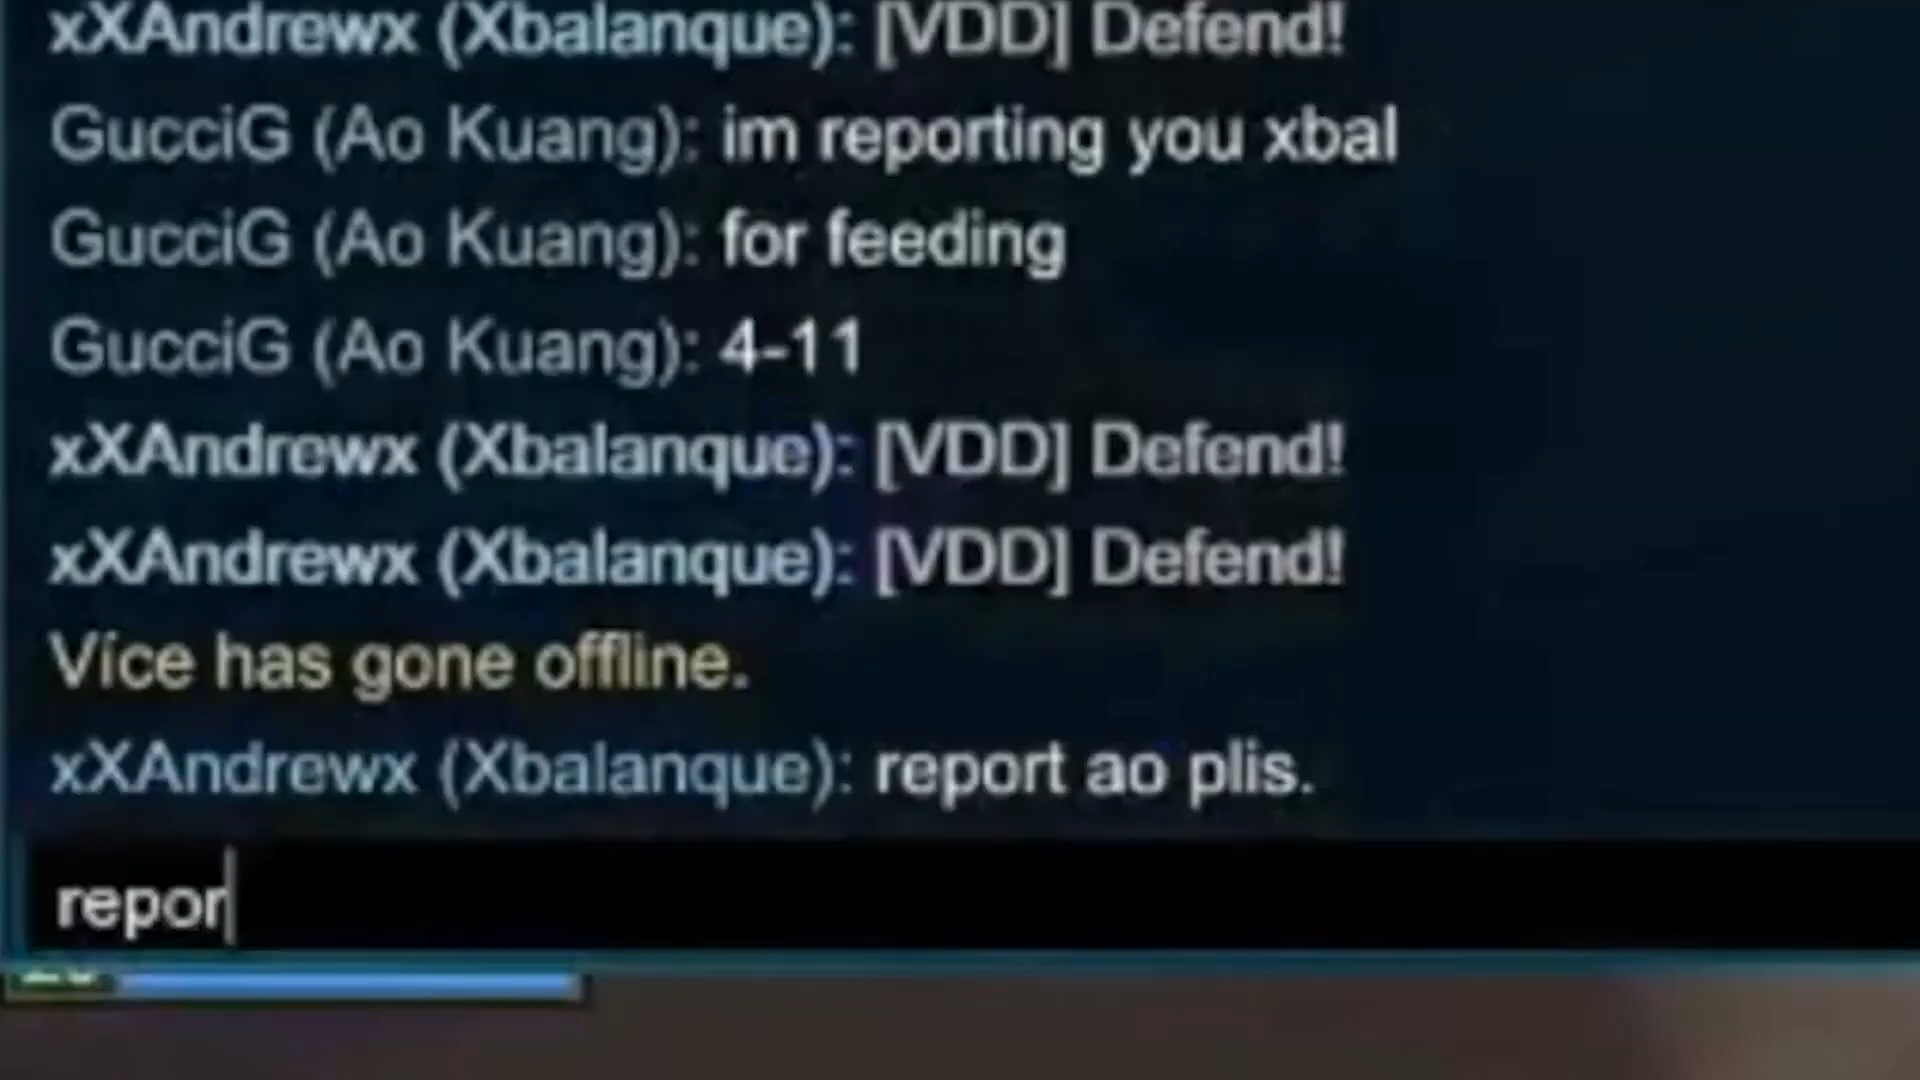 xXAndrewx (Xbalanque): [VDD] Defend!
GucciG (Ao Kuang): im reporting you xbal
GucciG (Ao Kuang): for feeding
GucciG (Ao Kuang): 4-11
xXAndrewx (Xbalanque): [VDD] Defend!
xXAndrewx (Xbalanque): [VDD] Defend!
Více has gone offline.
xXAndrewx (Xbalanque): report ao plis.
repor